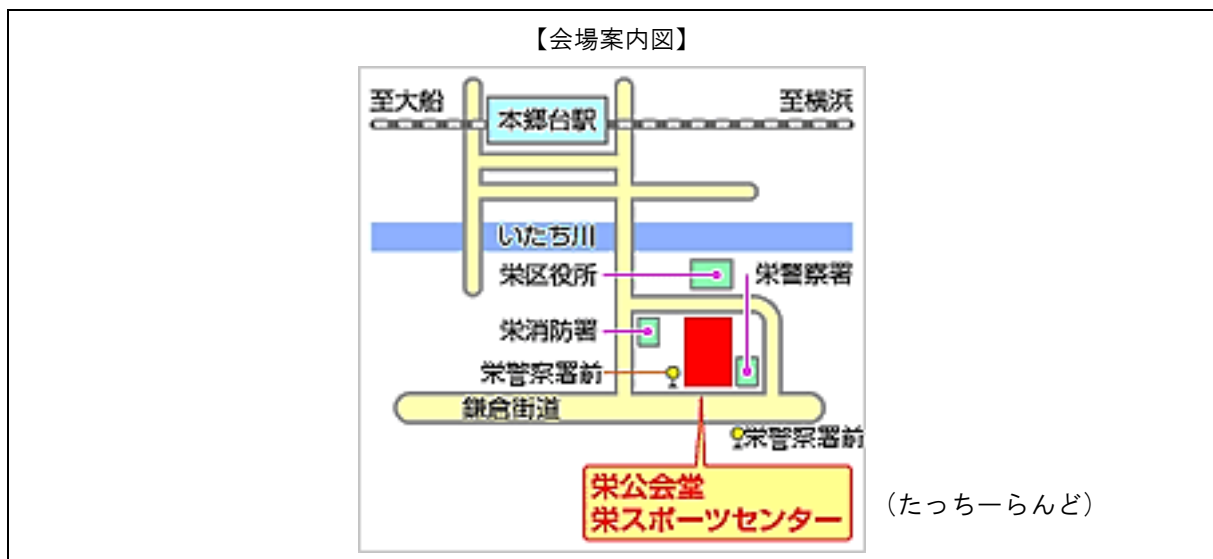 【会場案内図】
至大船
至横浜
本郷台駅
いたち川
栄区役所
栄警察署
栄消防署
栄警察署前
鎌倉街道
栄警察署前
栄公会堂
栄スポーツセンター
（たっちーらんど）